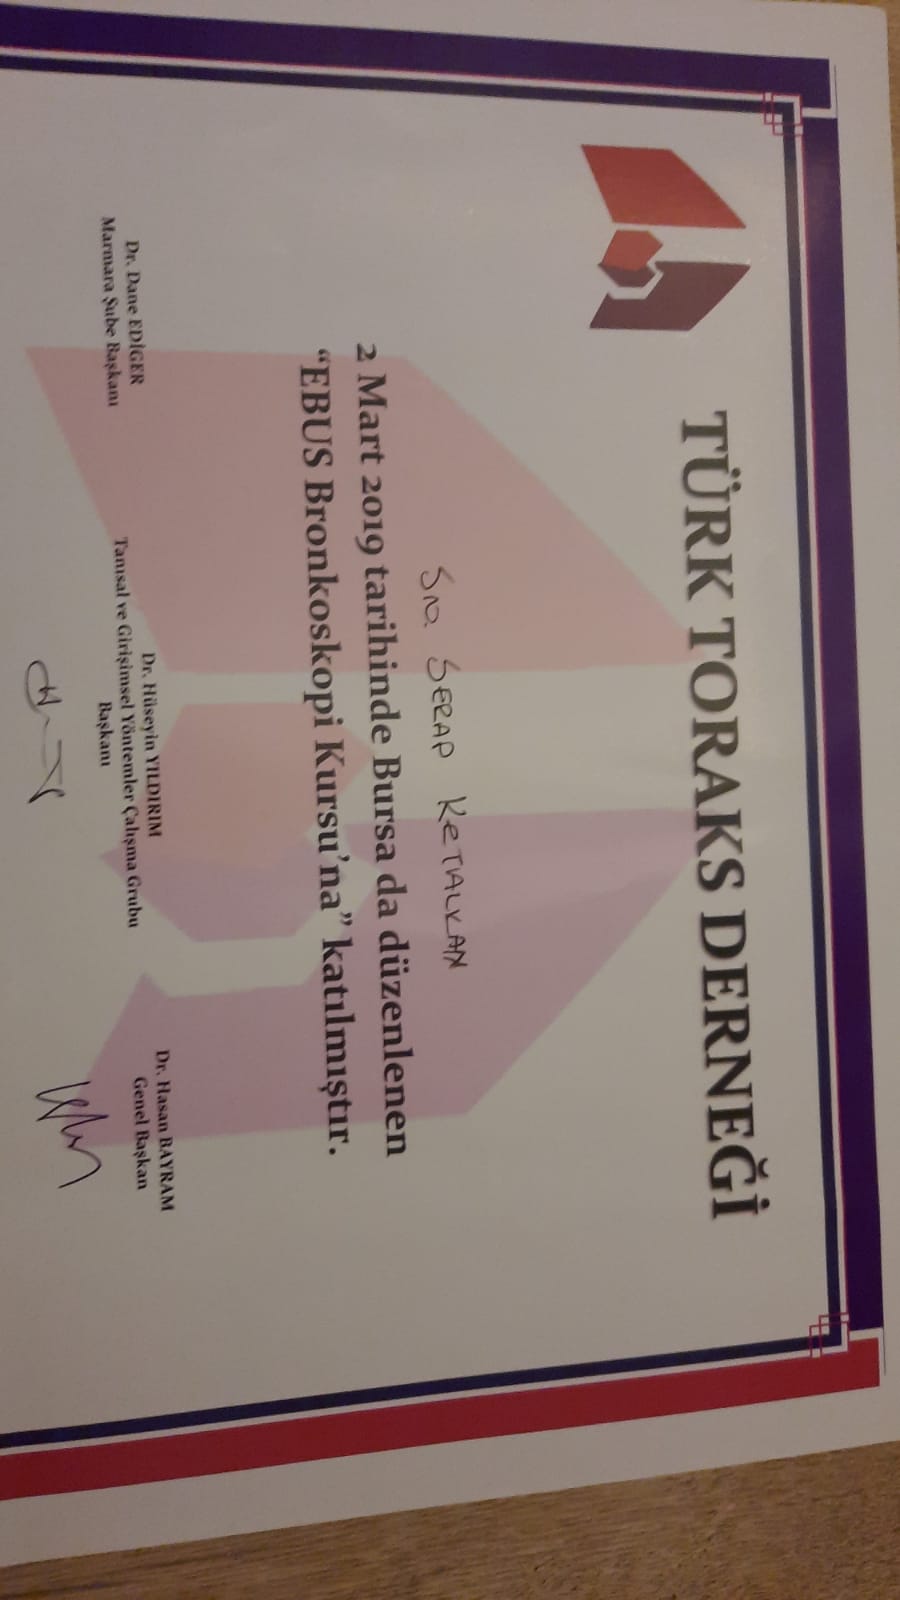 TÜRK TORAKS DERNEĞİ
Sn. SERAP KETALKAN
2 Mart 2019 tarihinde Bursa da düzenlenen
“EBUS Bronkoskopi Kursu’na” katılmıştır.
Dr. Dane EDİGER
Marmara Şube Başkanı
Dr. Hüseyin YILDIRIM
Tanısal ve Girişimsel Yöntemler Çalışma Grubu
Başkanı
Dr. Hasan BAYRAM
Genel Başkan